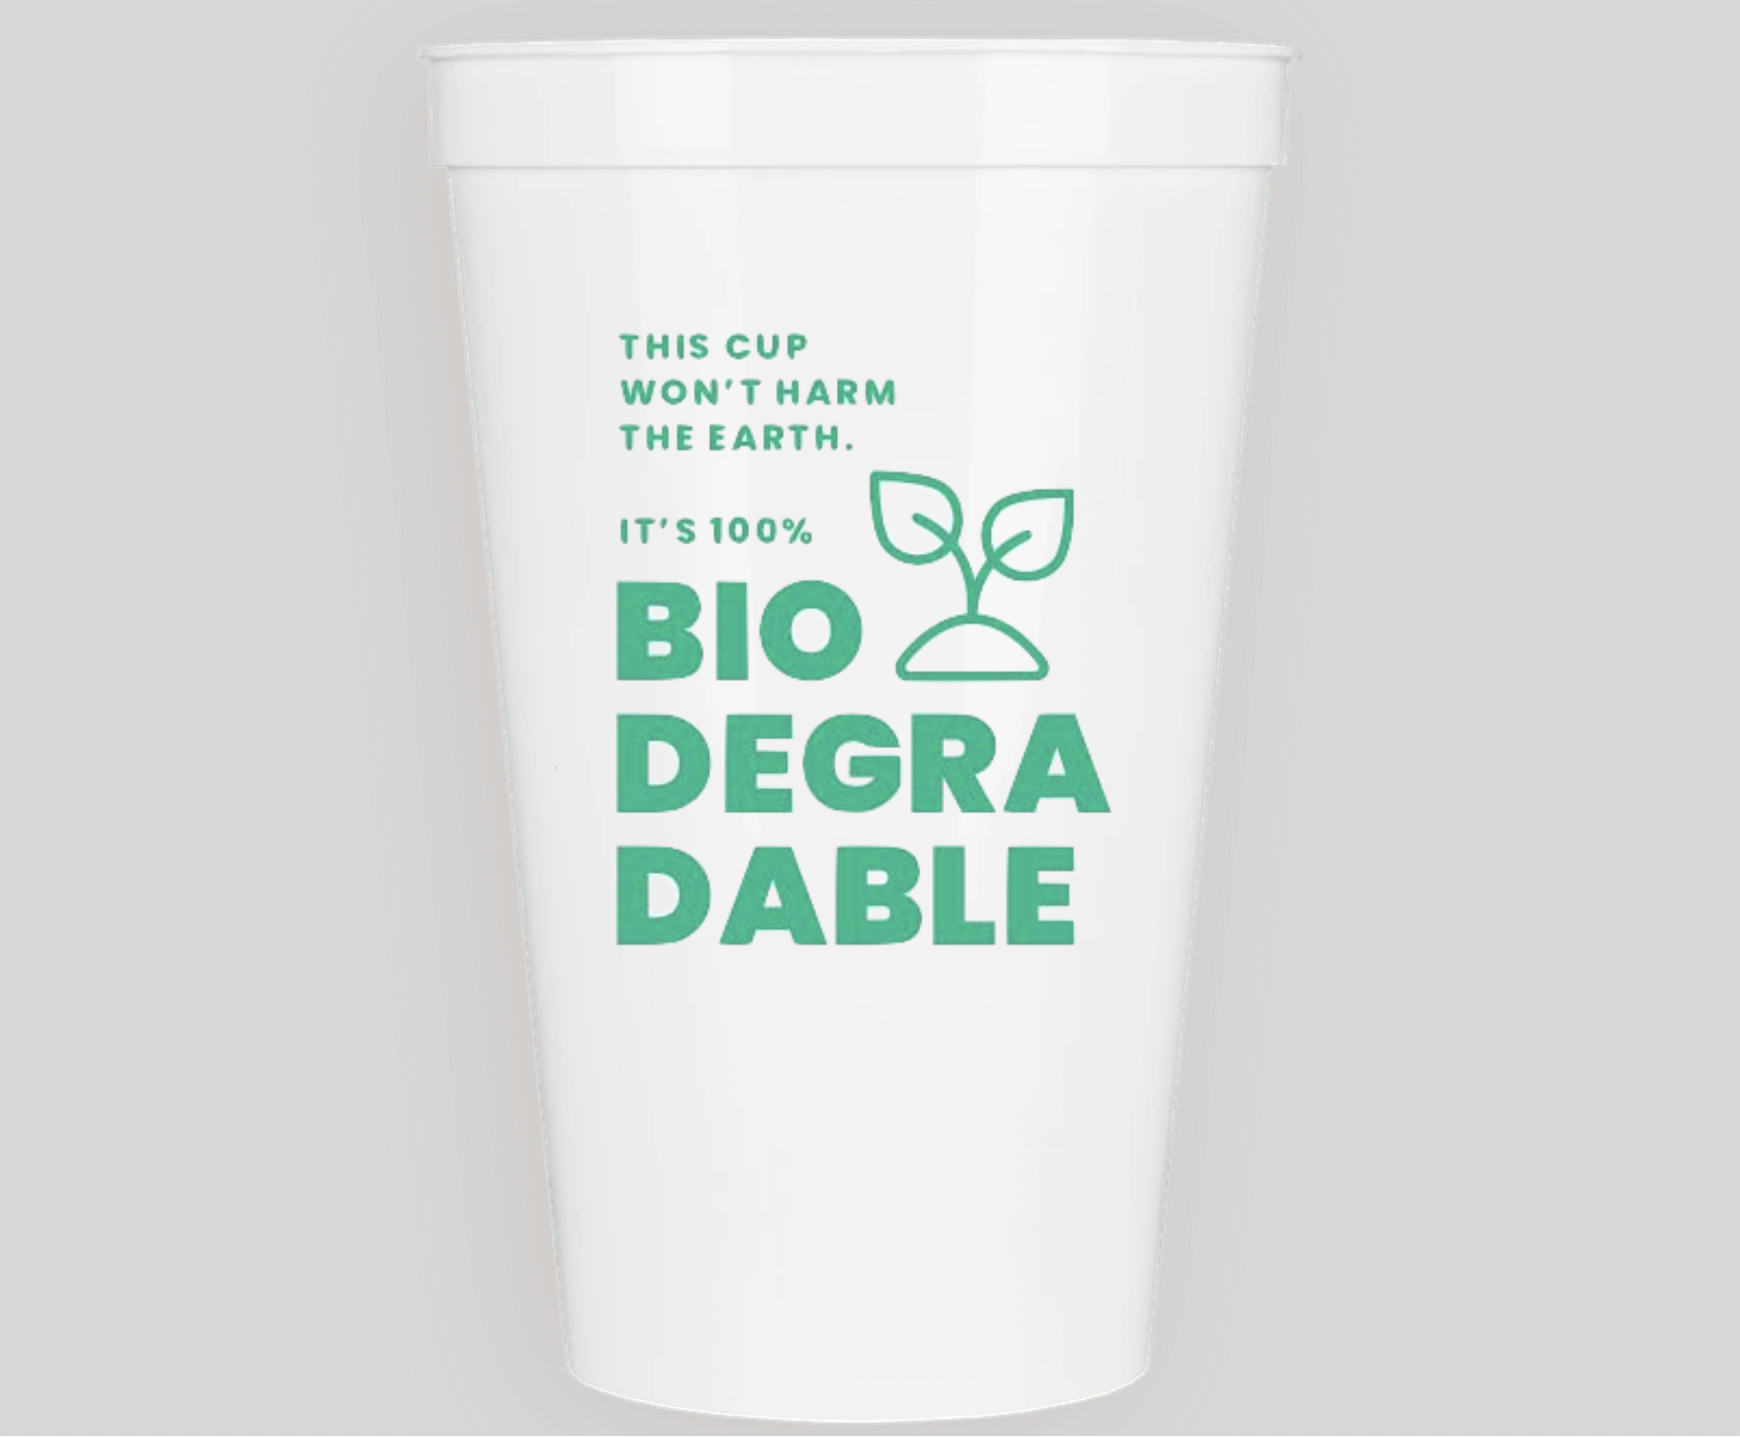 THIS CUP
WON'T HARM
THE EARTH.
IT'S 100%
BIO
DEGRA
DABLE